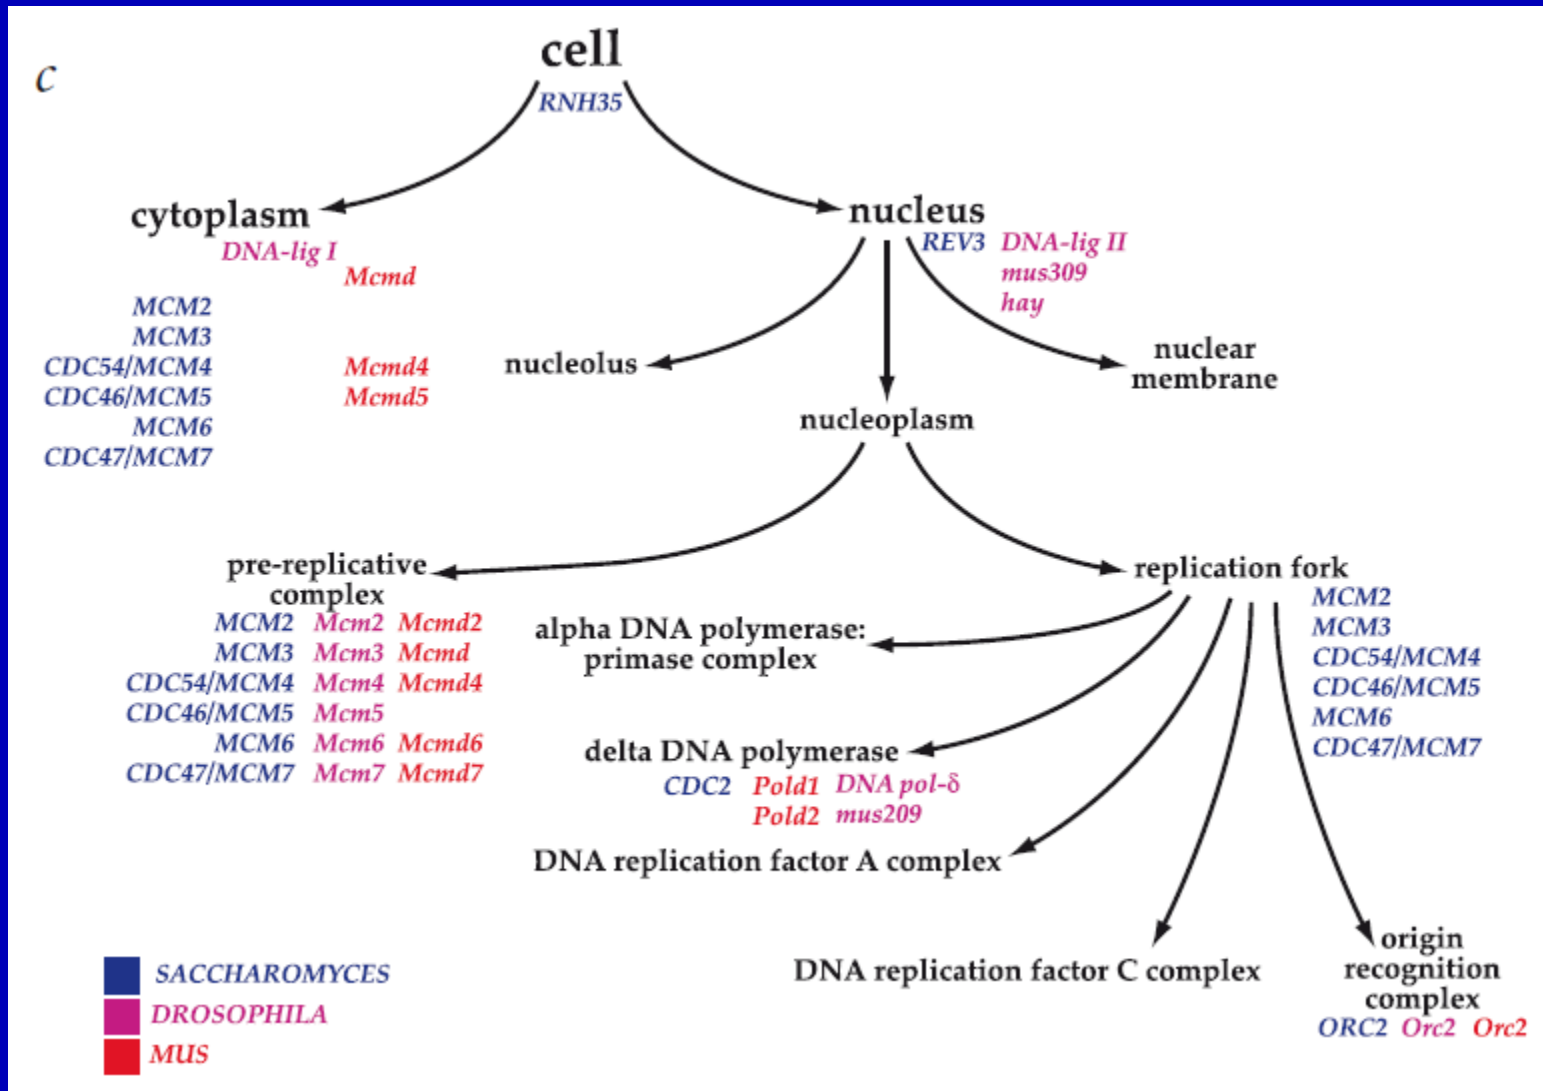 c
cell
RNH35
cytoplasm
DNA-lig I
Mcmd
MCM2
MCM3
CDC54/MCM4 Mcmd4
CDC46/MCM5 Mcmd5
MCM6
CDC47/MCM7
nucleus
REV3 DNA-lig II
mus309
hay
nucleolus
nuclear
membrane
nucleoplasm
pre-replicative
complex
MCM2 Mcm2 Mcmd2
MCM3 Mcm3 Mcmd
CDC54/MCM4 Mcm4 Mcmd4
CDC46/MCM5 Mcm5
MCM6 Mcm6 Mcmd6
CDC47/MCM7 Mcm7 Mcmd7
replication fork
MCM2
MCM3
CDC54/MCM4
CDC46/MCM5
MCM6
CDC47/MCM7
alpha DNA polymerase:
primase complex
delta DNA polymerase
CDC2 Pold1 DNA pol-δ
Pold2 mus209
DNA replication factor A complex
DNA replication factor C complex
origin
recognition
complex
ORC2 Orc2 Orc2
SACCHAROMYCES
DROSOPHILA
MUS